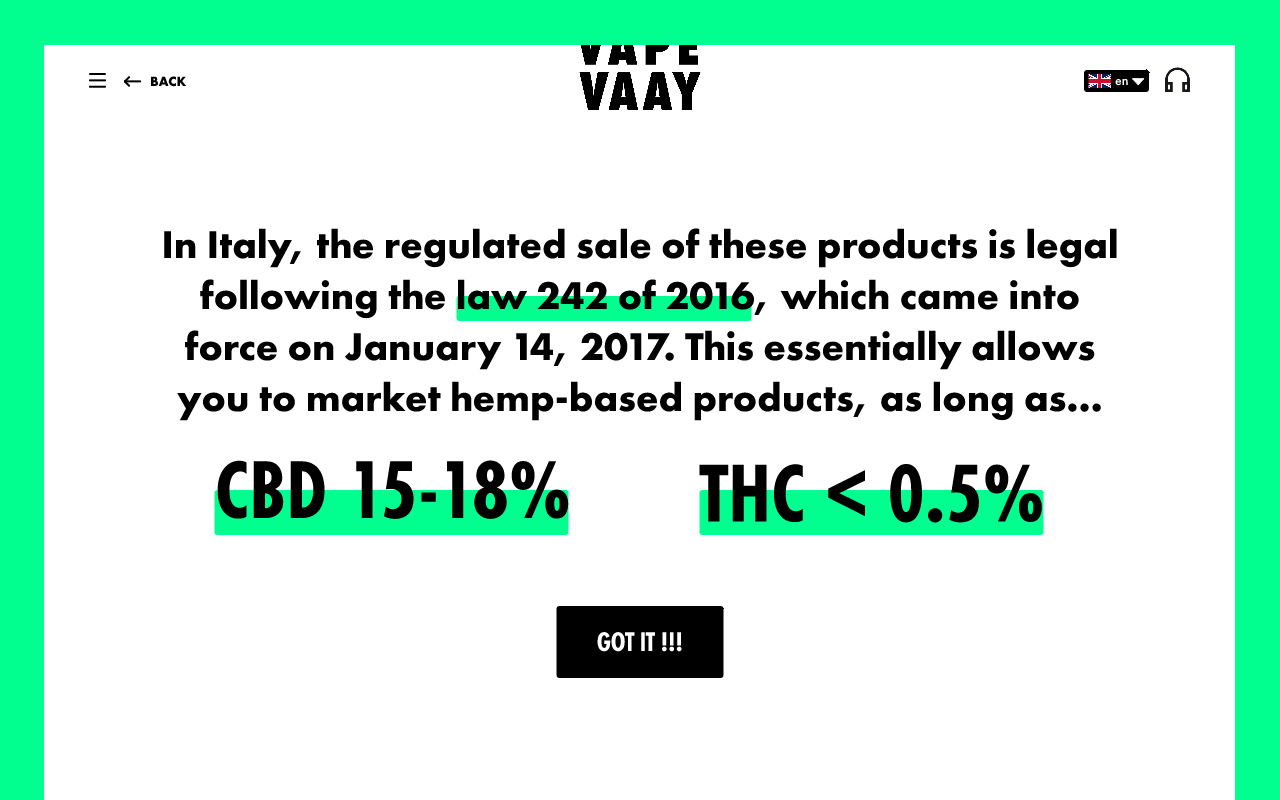 VAPE
VAAY
BACK
en
In Italy, the regulated sale of these products is legal
following the law 242 of 2016, which came into
force on January 14, 2017. This essentially allows
you to market hemp-based products, as long as...
CBD 15-18%
THC < 0.5%
GOT IT !!!